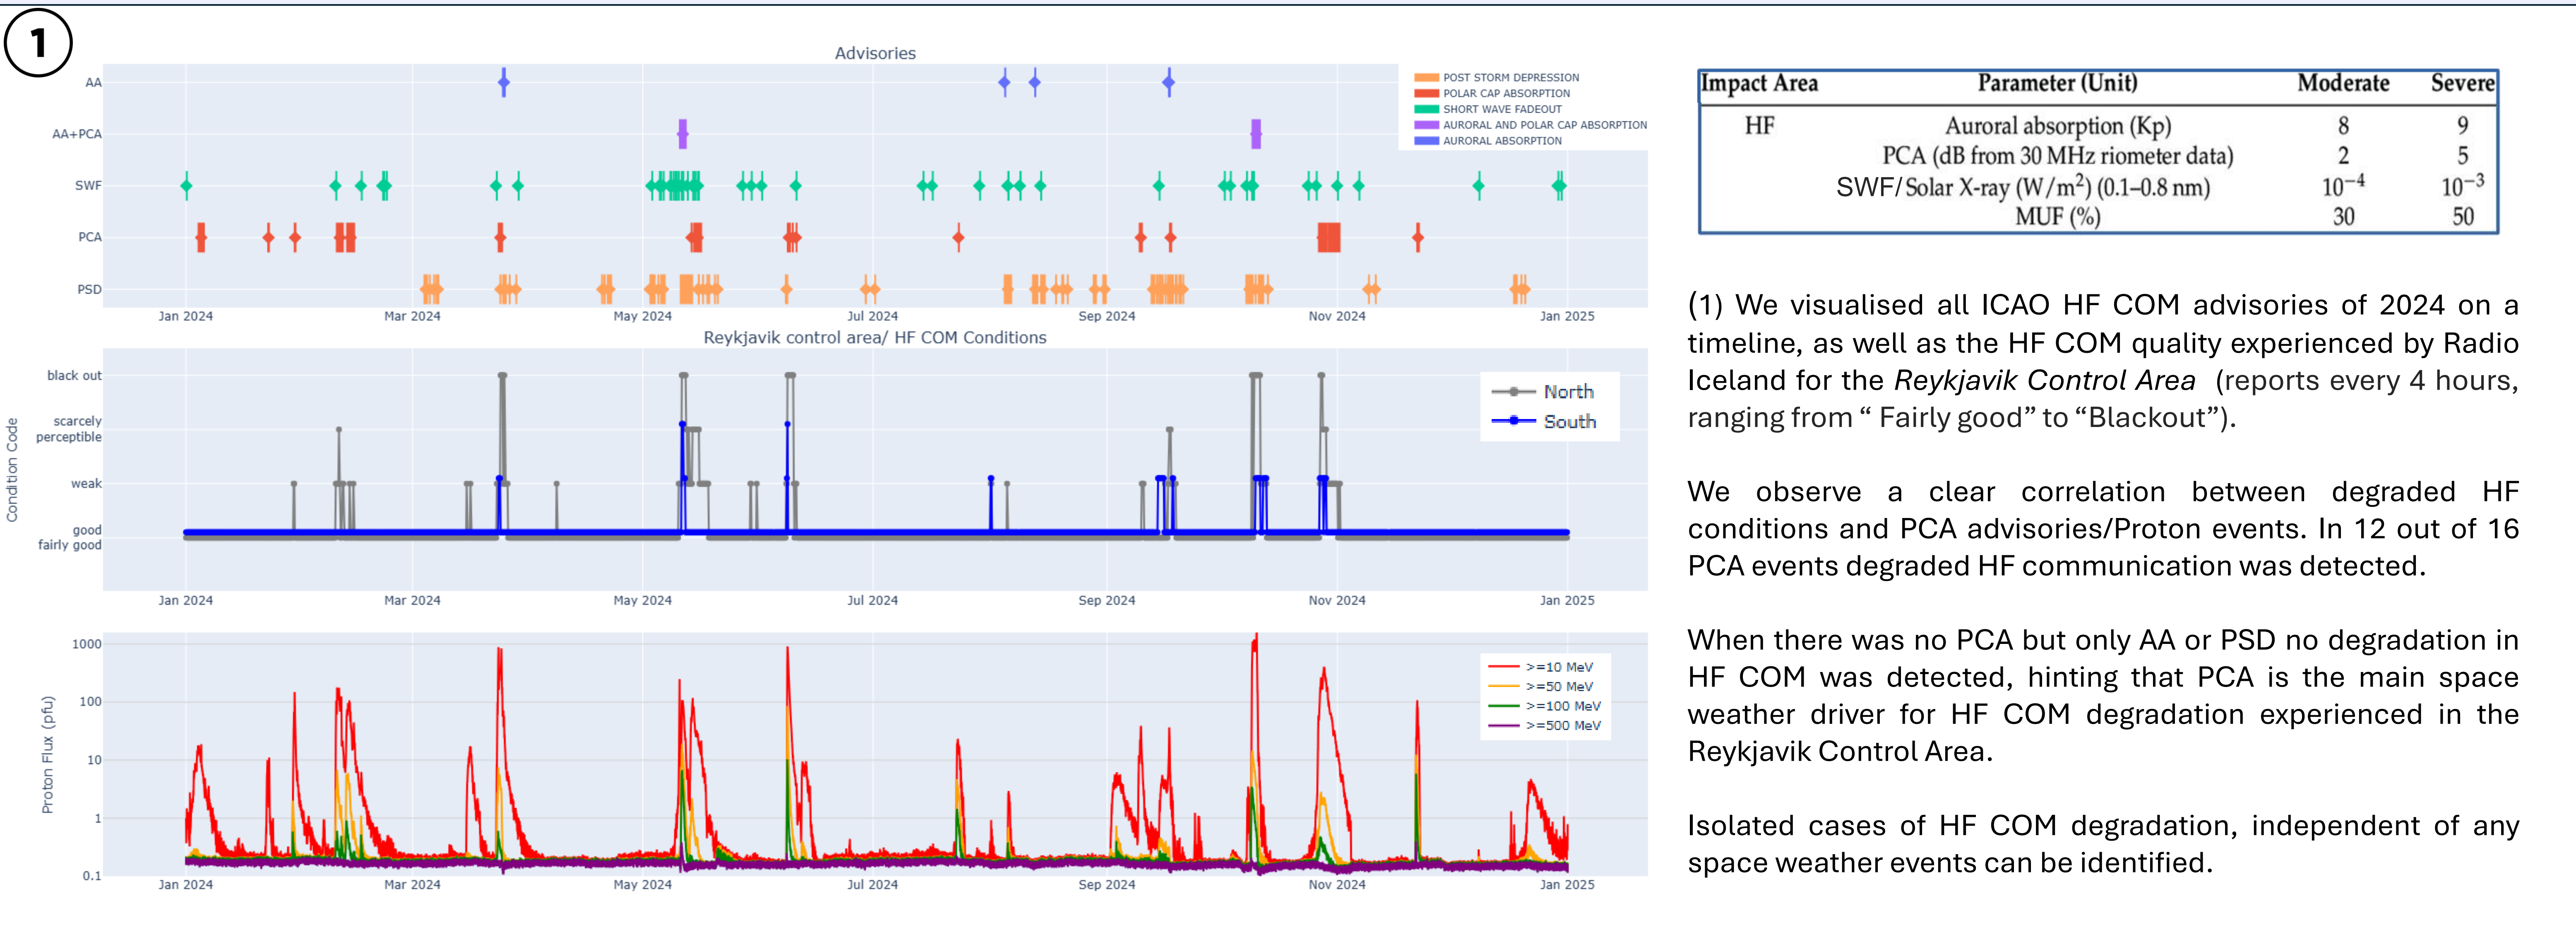 1
Advisories
AA
AA+PCA
SWF
PCA
PSD
POST STORM DEPRESSION
POLAR CAP ABSORPTION
SHORT WAVE FADEOUT
AURORAL AND POLAR CAP ABSORPTION
AURORAL ABSORPTION
Jan 2024 Mar 2024 May 2024 Jul 2024 Sep 2024 Nov 2024 Jan 2025
Reykjavik control area/ HF COM Conditions
Condition Code
black out
scarcely
perceptible
weak
good
fairly good
North
South
Jan 2024 Mar 2024 May 2024 Jul 2024 Sep 2024 Nov 2024 Jan 2025
Proton Flux (pfu)
1000
100
10
1
0.1
>=10 MeV
>=50 MeV
>=100 MeV
>=500 MeV
Jan 2024 Mar 2024 May 2024 Jul 2024 Sep 2024 Nov 2024 Jan 2025
Impact Area Parameter (Unit) Moderate Severe
HF Auroral absorption (Kp) 8 9
PCA (dB from 30 MHz riometer data) 2 5
SWF/Solar X-ray (W/m²) (0.1–0.8 nm) 10⁻⁴ 10⁻³
MUF (%) 30 50
(1) We visualised all ICAO HF COM advisories of 2024 on a
timeline, as well as the HF COM quality experienced by Radio
Iceland for the Reykjavik Control Area (reports every 4 hours,
ranging from “ Fairly good” to “Blackout”).
We observe a clear correlation between degraded HF
conditions and PCA advisories/Proton events. In 12 out of 16
PCA events degraded HF communication was detected.
When there was no PCA but only AA or PSD no degradation in
HF COM was detected, hinting that PCA is the main space
weather driver for HF COM degradation experienced in the
Reykjavik Control Area.
Isolated cases of HF COM degradation, independent of any
space weather events can be identified.